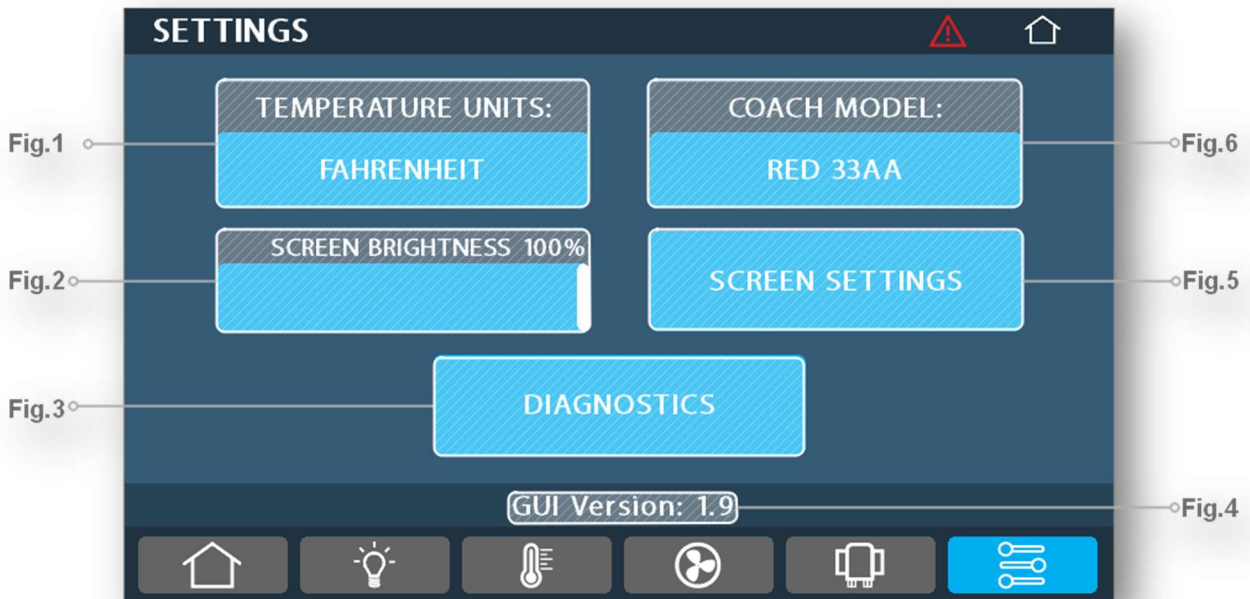 SETTINGS
TEMPERATURE UNITS:
FAHRENHEIT
COACH MODEL:
RED 33AA
Fig.1
Fig.6
SCREEN BRIGHTNESS 100%
SCREEN SETTINGS
Fig.2
Fig.5
DIAGNOSTICS
Fig.3
GUI Version: 1.9
Fig.4